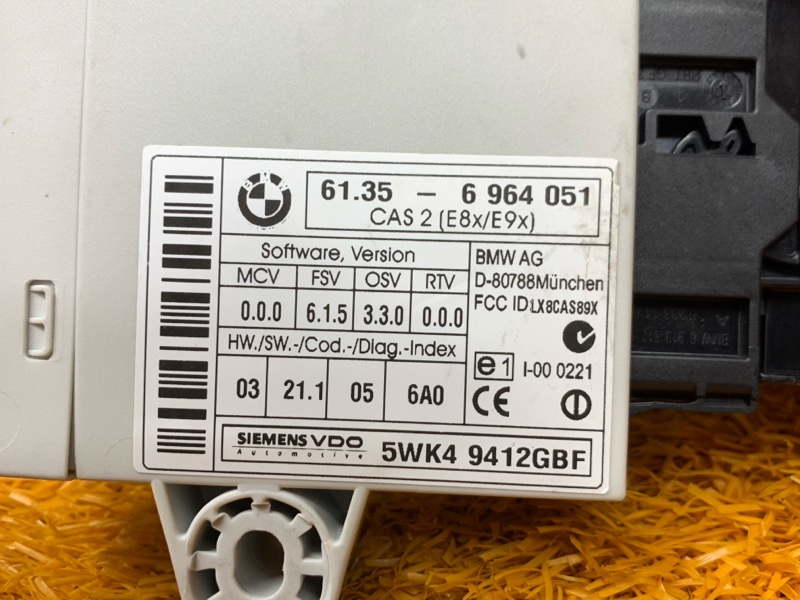 BMW
61.35 – 6 964 051
CAS 2 (E8x/E9x)
Software, Version
MCV FSV OSV RTV
0.0.0 6.1.5 3.3.0 0.0.0
HW./SW.-/Cod.-/Diag.-Index
03 21.1 05 6A0
BMW AG
D-80788München
FCC ID:LX8CAS89X
e 1 I-00 0221
CE
SIEMENS VDO
Automotive
5WK4 9412GBF